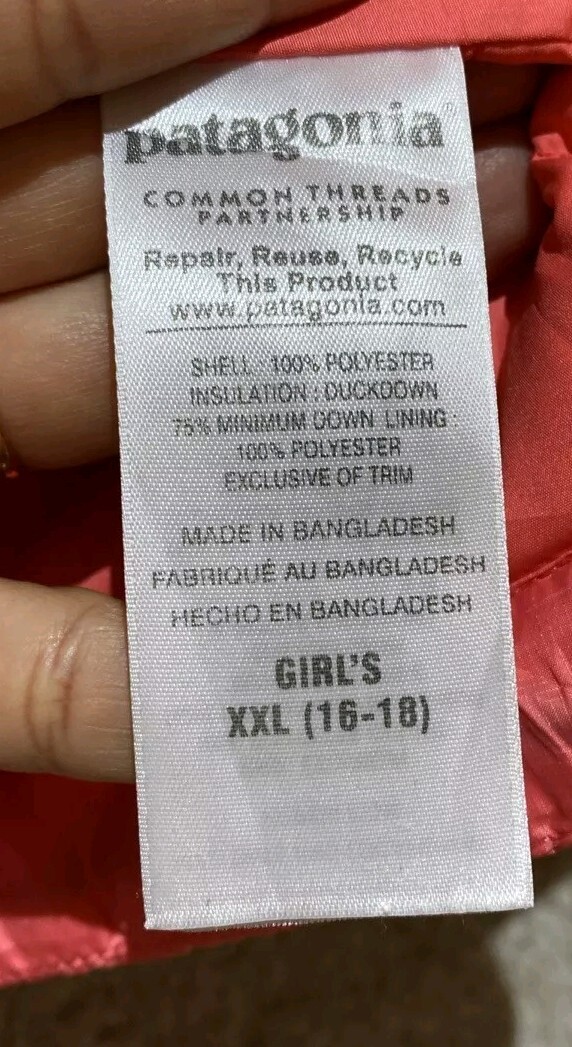 patagonia®
COMMON THREADS
PARTNERSHIP
Repair, Reuse, Recycle
This Product
www.patagonia.com
SHELL : 100% POLYESTER
INSULATION : DUCKDOWN
75% MINIMUM DOWN LINING :
100% POLYESTER
EXCLUSIVE OF TRIM
MADE IN BANGLADESH
FABRIQUÉ AU BANGLADESH
HECHO EN BANGLADESH
GIRL'S
XXL (16-18)